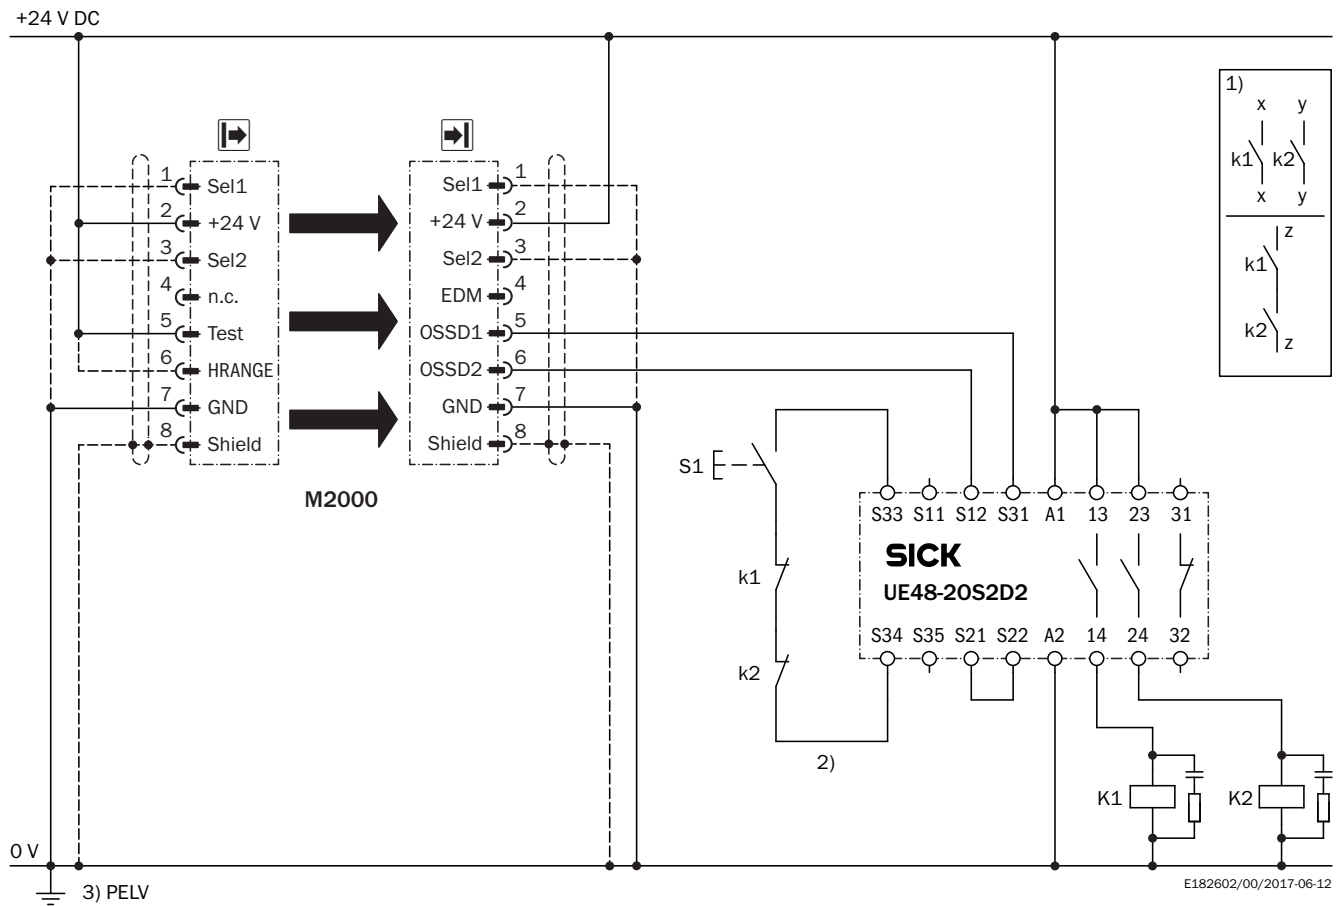 +24 V DC
1)
x y
k1 k2
x y
z
k1
k2
z
1 Sel1
2 +24 V
3 Sel2
4 n.c.
5 Test
6 HRANGE
7 GND
8 Shield
Sel1 1
+24 V 2
Sel2 3
EDM 4
OSSD1 5
OSSD2 6
GND 7
Shield 8
M2000
S1
k1
k2
2)
S33 S11 S12 S31 A1 13 23 31
SICK
UE48-2OS2D2
S34 S35 S21 S22 A2 14 24 32
K1 K2
0 V
3) PELV
E182602/00/2017-06-12